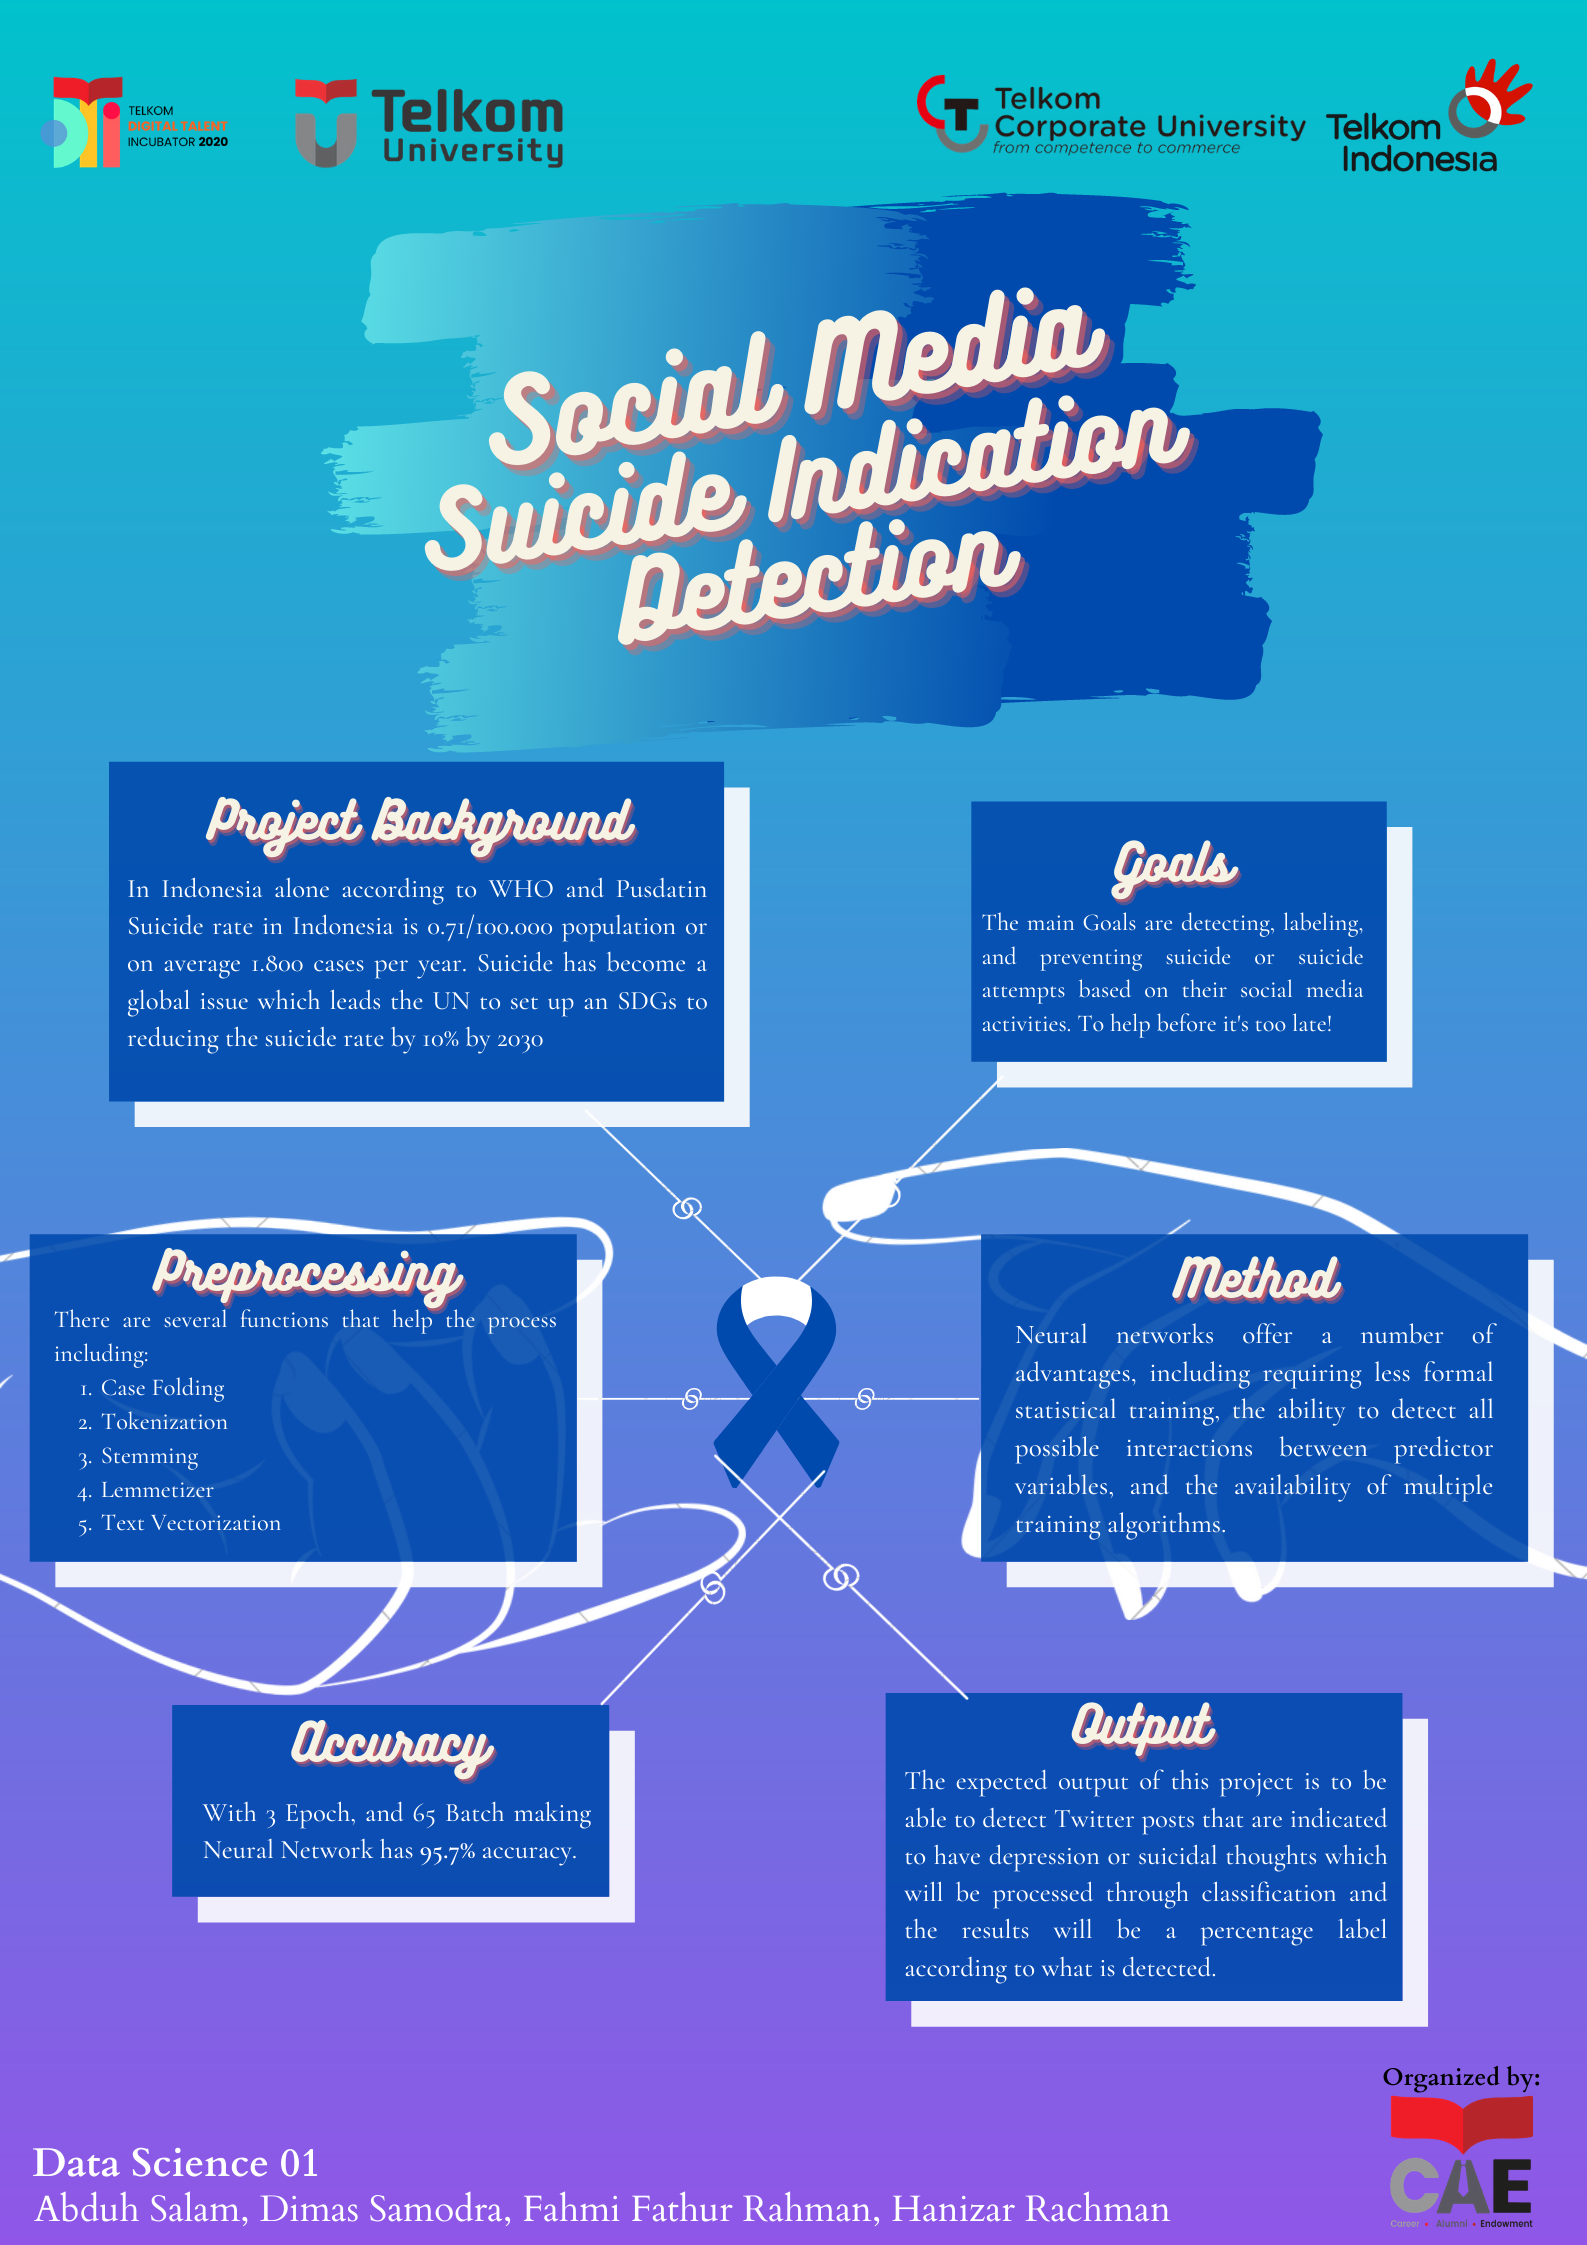 TELKOM
DIGITAL TALENT
INCUBATOR 2020
Telkom
University
Telkom
Corporate University
from competence to commerce
Telkom
Indonesia
Social Media
Suicide Indication
Detection
Project Background
In Indonesia alone according to WHO and Pusdatin
Suicide rate in Indonesia is 0.71/100.000 population or
on average 1.800 cases per year. Suicide has become a
global issue which leads the UN to set up an SDGs to
reducing the suicide rate by 10% by 2030
Goals
The main Goals are detecting, labeling,
and preventing suicide or suicide
attempts based on their social media
activities. To help before it's too late!
Preprocessing
There are several functions that help the process
including:
1. Case Folding
2. Tokenization
3. Stemming
4. Lemmetizer
5. Text Vectorization
Method
Neural networks offer a number of
advantages, including requiring less formal
statistical training, the ability to detect all
possible interactions between predictor
variables, and the availability of multiple
training algorithms.
Accuracy
With 3 Epoch, and 65 Batch making
Neural Network has 95.7% accuracy.
Output
The expected output of this project is to be
able to detect Twitter posts that are indicated
to have depression or suicidal thoughts which
will be processed through classification and
the results will be a percentage label
according to what is detected.
Organized by:
CAE
Career • Alumni • Endowment
Data Science 01
Abduh Salam, Dimas Samodra, Fahmi Fathur Rahman, Hanizar Rachman